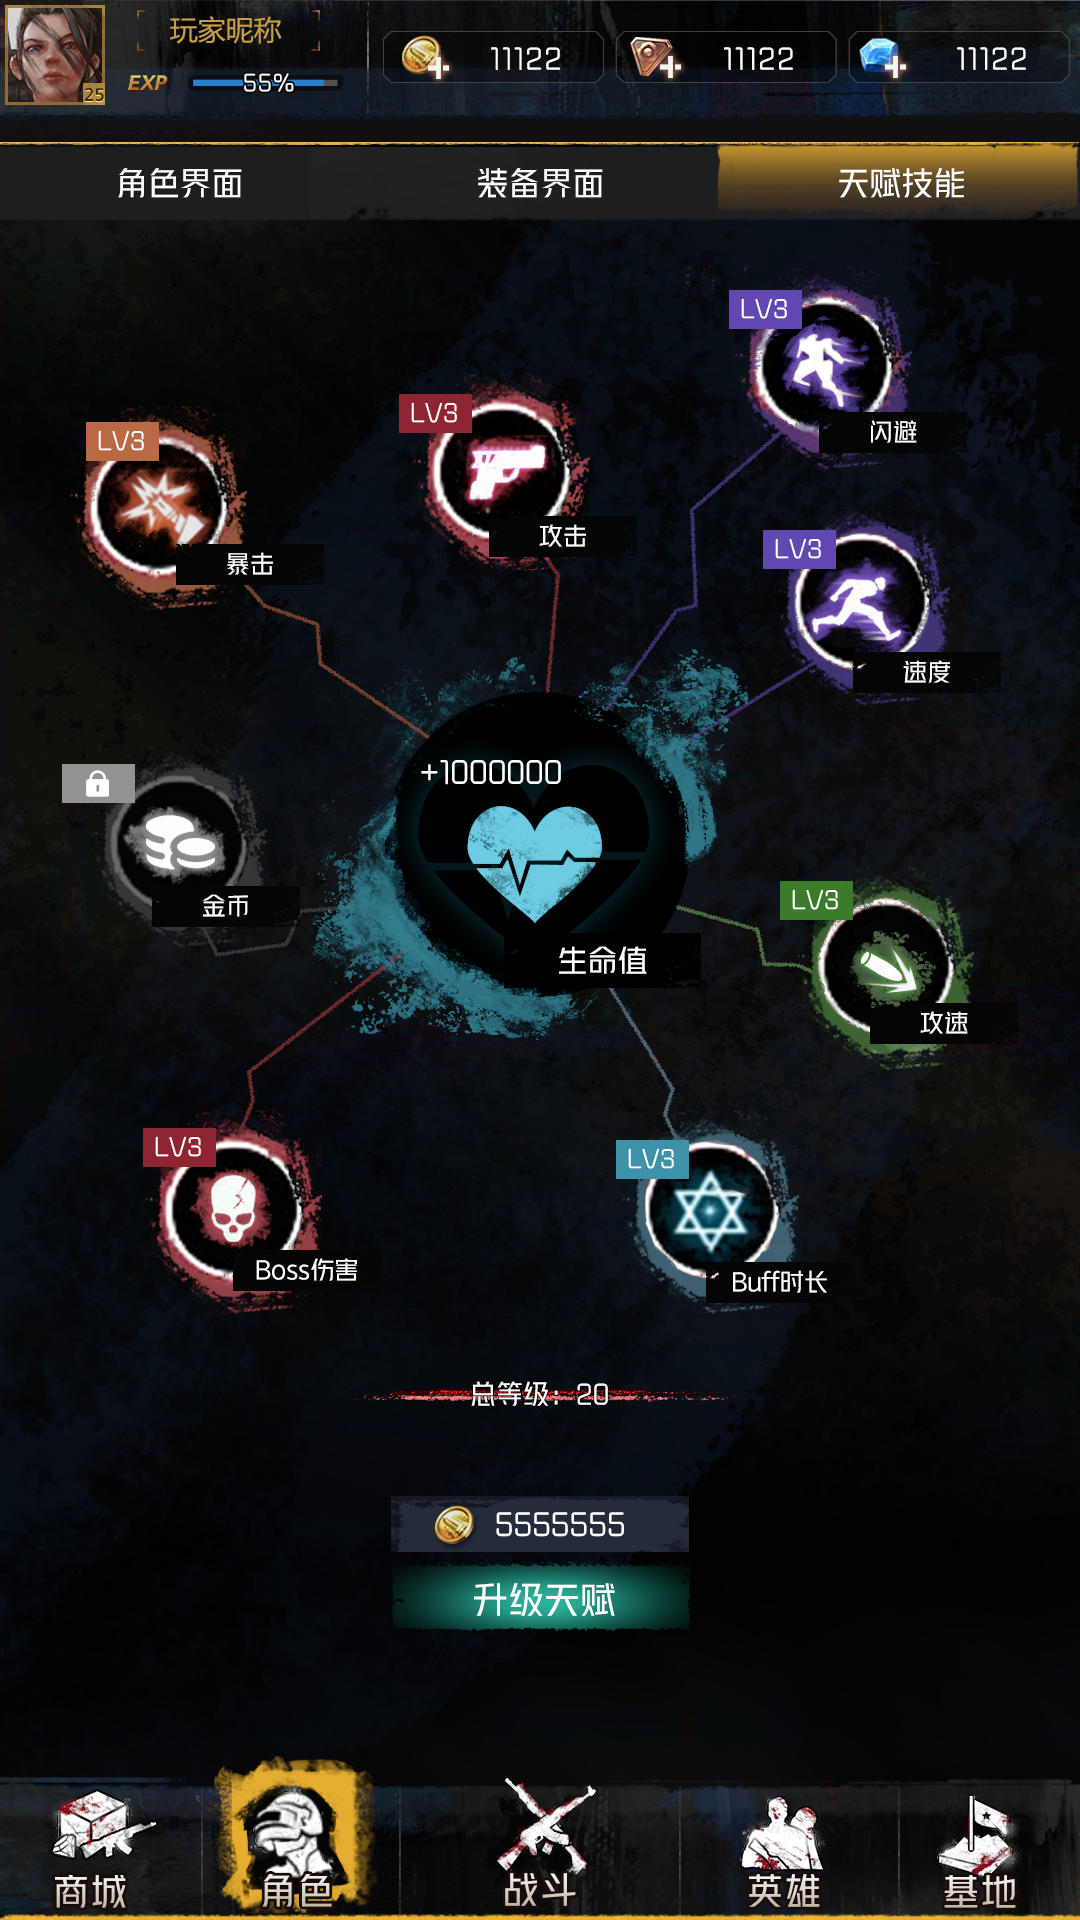 玩家昵称
25
EXP
55%
11122
11122
11122
角色界面
装备界面
天赋技能
LV3
闪避
LV3
攻击
LV3
暴击
LV3
速度
+1000000
生命值
金币
LV3
攻速
LV3
Boss伤害
LV3
Buff时长
总等级：20
5555555
升级天赋
商城
角色
战斗
英雄
基地